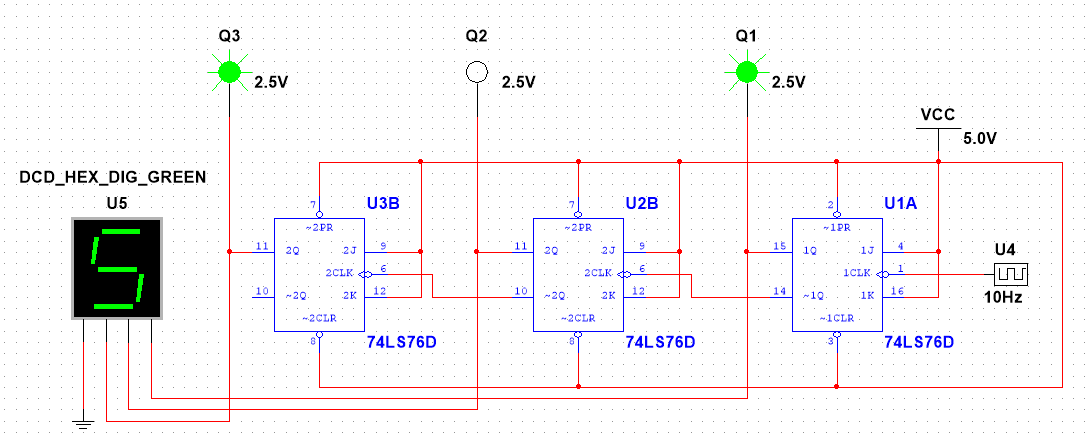 Q3 Q2 Q1
2.5V 2.5V 2.5V
VCC
5.0V
DCD_HEX_DIG_GREEN
U5
7 U3B 7 U2B 2 U1A
~2PR ~2PR ~1PR
11 2Q 2J 9 11 2Q 2J 9 15 1Q 1J 4
U4
2CLK 6 2CLK 6 1CLK 1
10 ~2Q 2K 12 10 ~2Q 2K 12 14 ~1Q 1K 16 10Hz
~2CLR ~2CLR ~1CLR
8 74LS76D 8 74LS76D 3 74LS76D
5